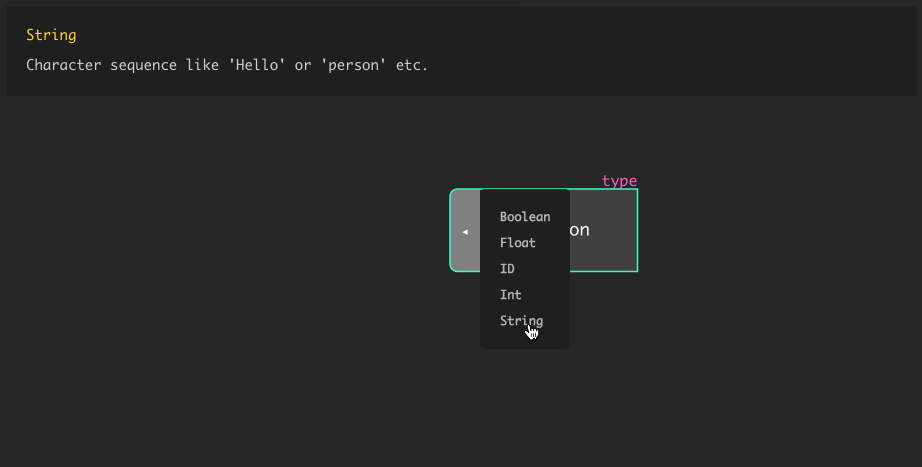 String
Character sequence like 'Hello' or 'person' etc.
type
on
Boolean
Float
ID
Int
String